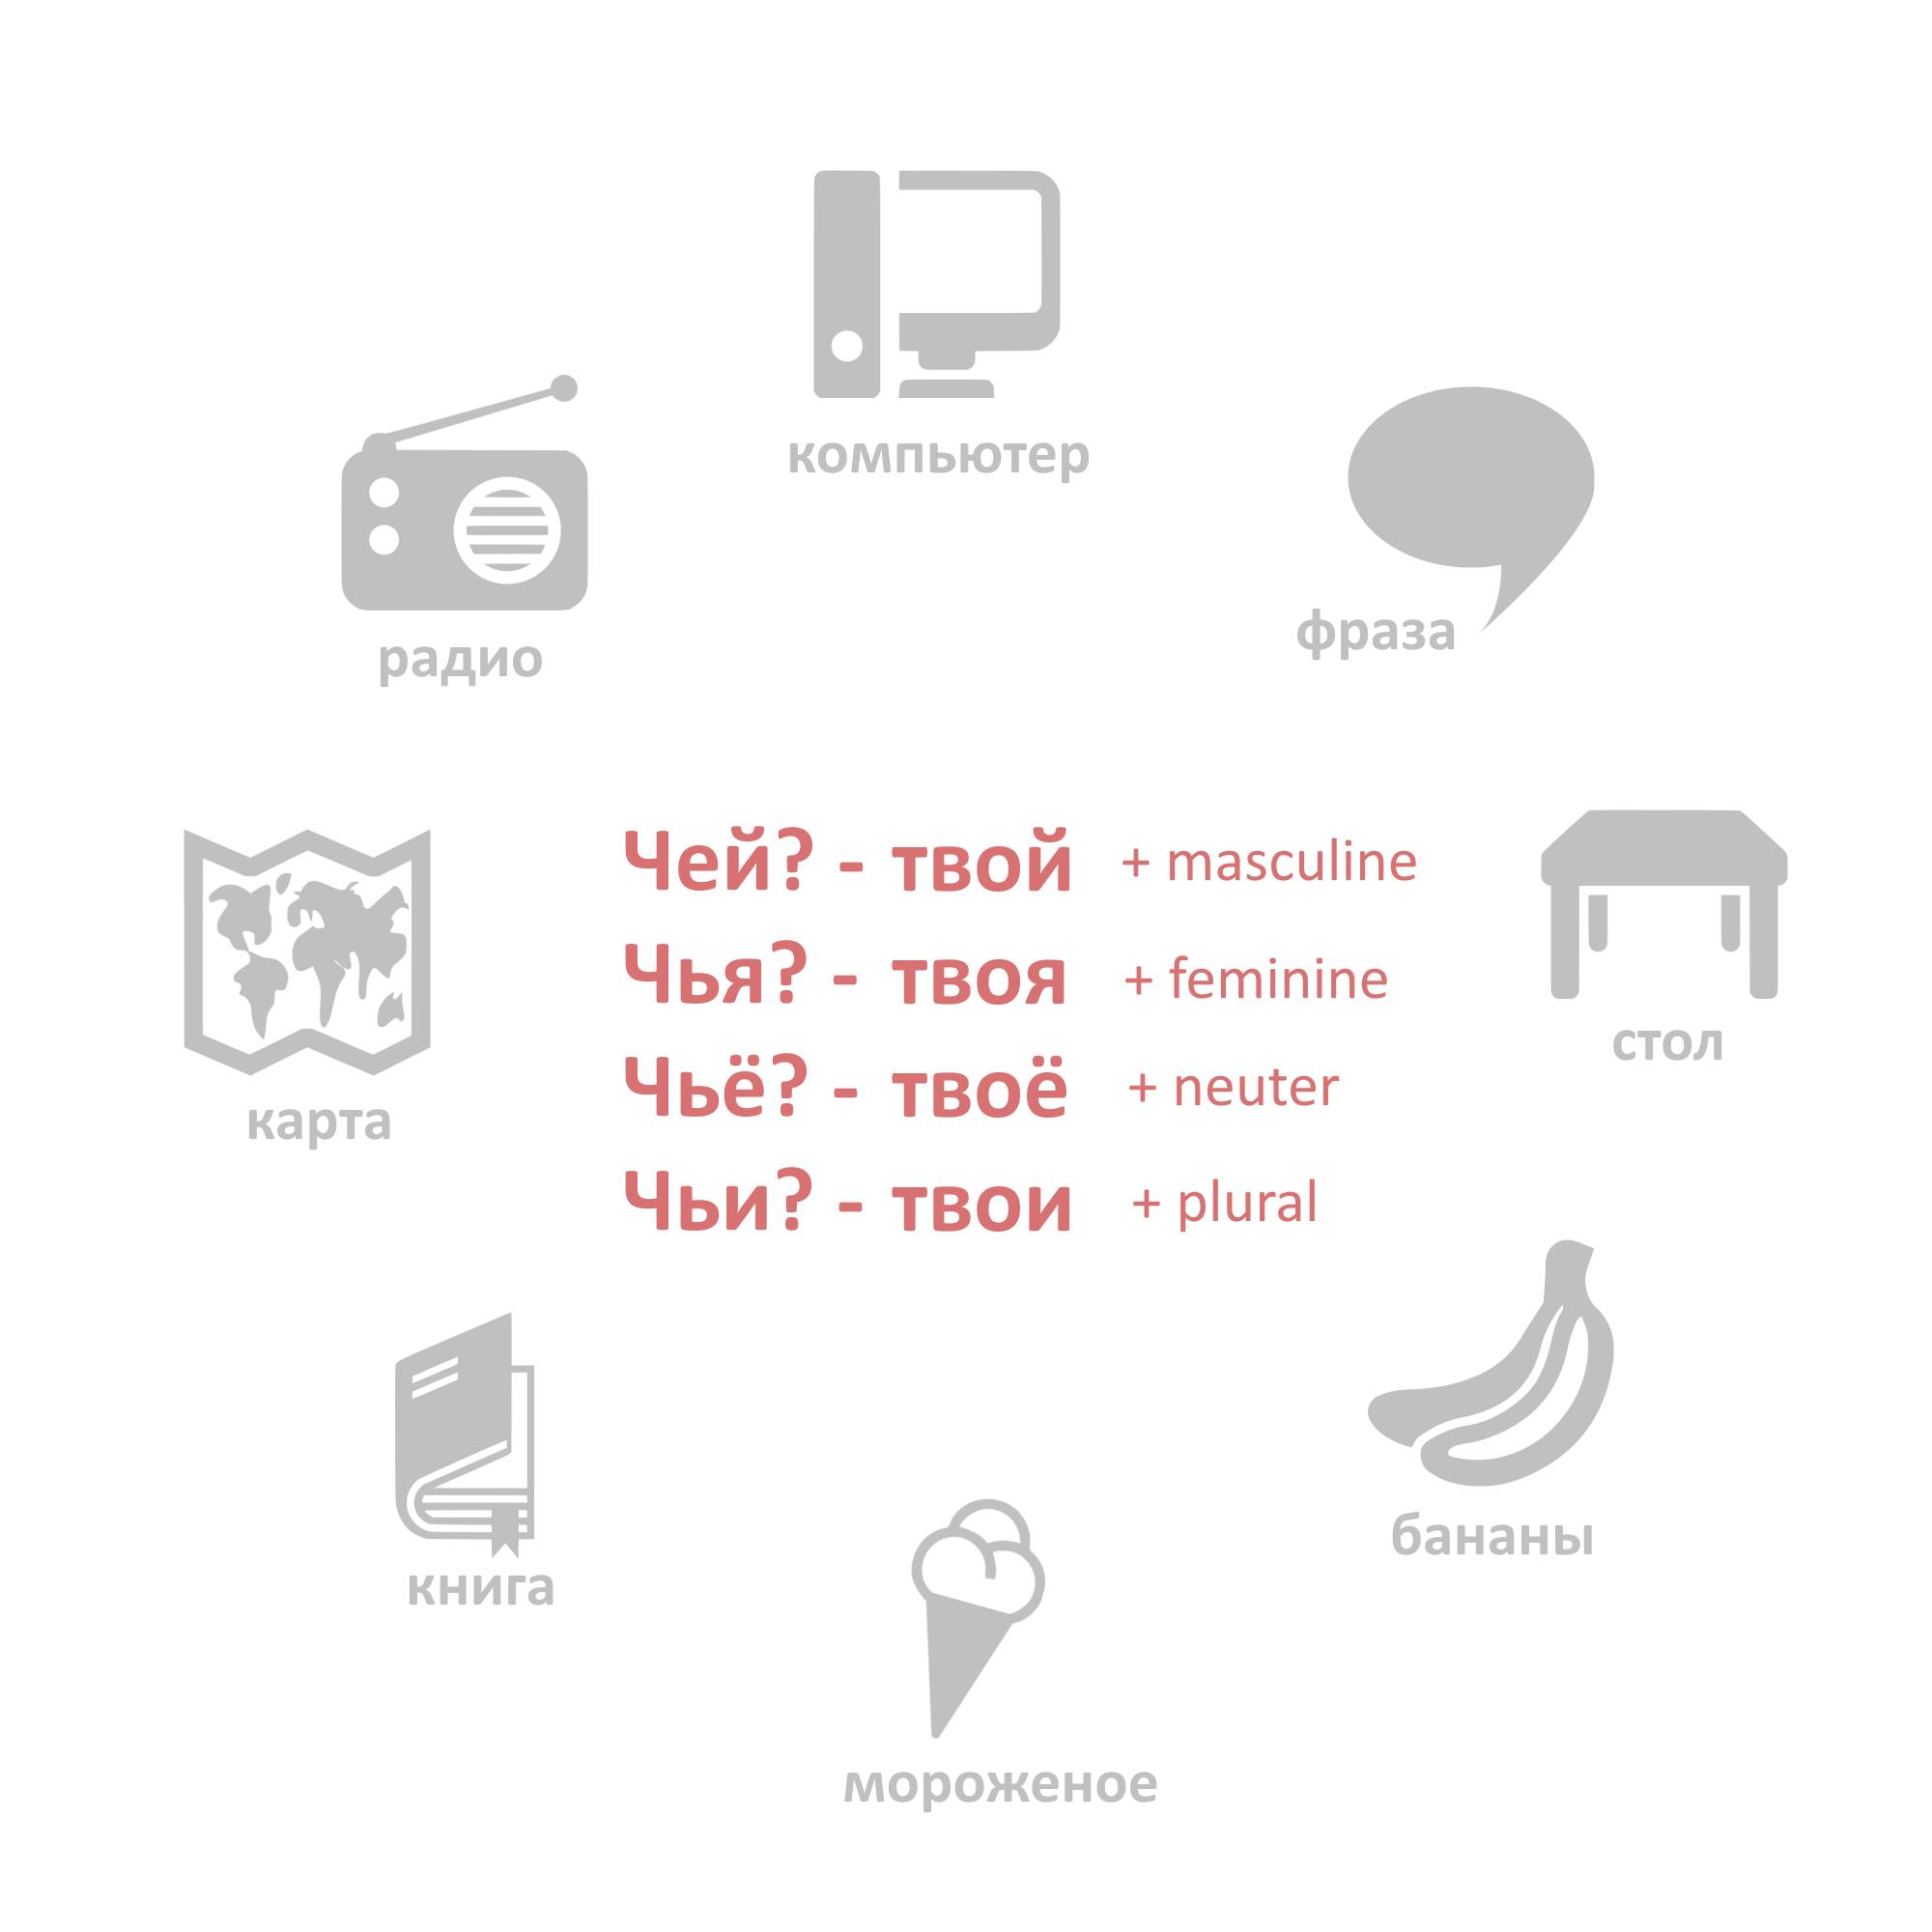 компьютер
фраза
радио
Чей? - твой + masculine
Чья? - твоя + feminine
Чьё? - твоё + neuter
Чьи? - твои + plural
стол
карта
бананы
книга
мороженое